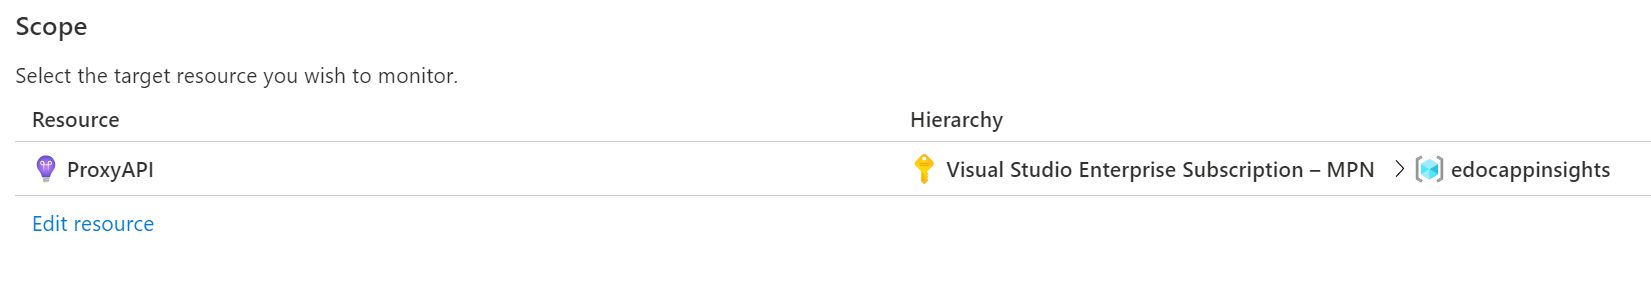 Scope
Select the target resource you wish to monitor.
Resource Hierarchy
ProxyAPI Visual Studio Enterprise Subscription – MPN > edocappinsights
Edit resource